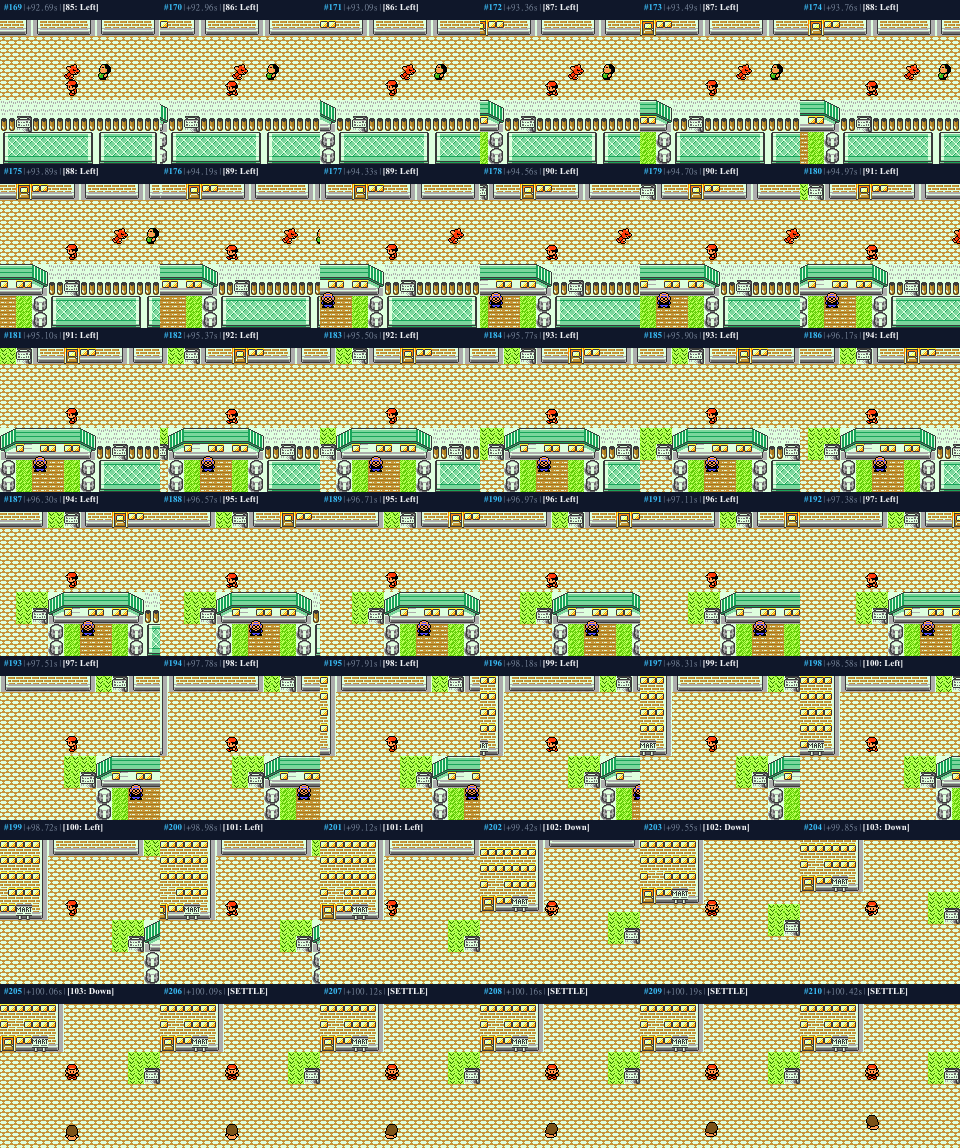 #169|+92.69s|[85: Left]
#170|+92.96s|[86: Left]
#171|+93.09s|[86: Left]
#172|+93.36s|[87: Left]
#173|+93.49s|[87: Left]
#174|+93.76s|[88: Left]
#175|+93.89s|[88: Left]
#176|+94.19s|[89: Left]
#177|+94.33s|[89: Left]
#178|+94.56s|[90: Left]
#179|+94.70s|[90: Left]
#180|+94.97s|[91: Left]
#181|+95.10s|[91: Left]
#182|+95.37s|[92: Left]
#183|+95.50s|[92: Left]
#184|+95.77s|[93: Left]
#185|+95.90s|[93: Left]
#186|+96.17s|[94: Left]
#187|+96.30s|[94: Left]
#188|+96.57s|[95: Left]
#189|+96.71s|[95: Left]
#190|+96.97s|[96: Left]
#191|+97.11s|[96: Left]
#192|+97.38s|[97: Left]
#193|+97.51s|[97: Left]
#194|+97.78s|[98: Left]
#195|+97.91s|[98: Left]
#196|+98.18s|[99: Left]
#197|+98.31s|[99: Left]
#198|+98.58s|[100: Left]
MART
MART
#199|+98.72s|[100: Left]
#200|+98.98s|[101: Left]
#201|+99.12s|[101: Left]
#202|+99.42s|[102: Down]
#203|+99.55s|[102: Down]
#204|+99.85s|[103: Down]
MART
MART
MART
MART
MART
MART
#205|+100.06s|[103: Down]
#206|+100.09s|[SETTLE]
#207|+100.12s|[SETTLE]
#208|+100.16s|[SETTLE]
#209|+100.19s|[SETTLE]
#210|+100.42s|[SETTLE]
MART
MART
MART
MART
MART
MART